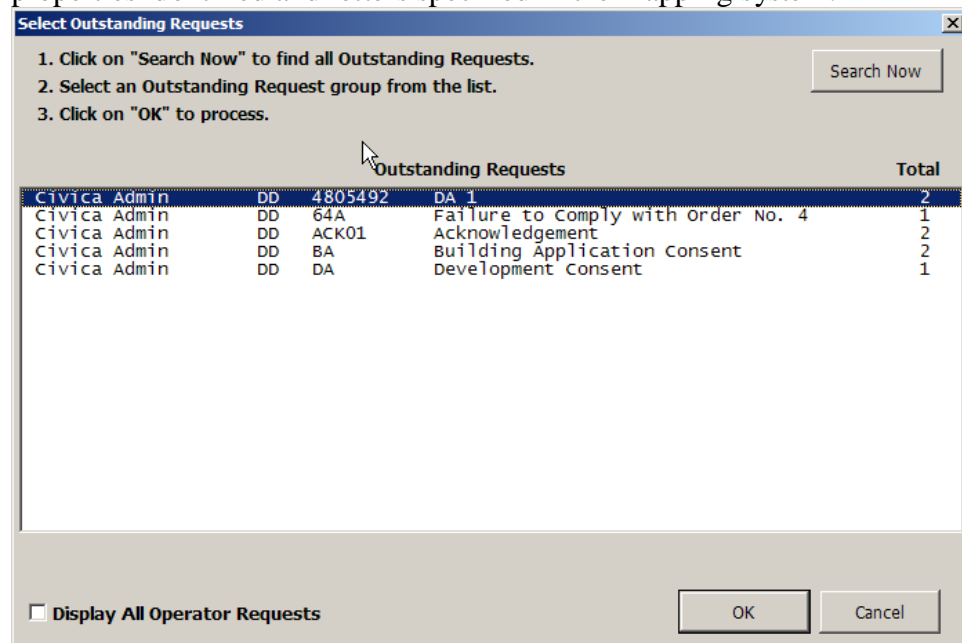 Select Outstanding Requests
1. Click on "Search Now" to find all Outstanding Requests.
2. Select an Outstanding Request group from the list.
3. Click on "OK" to process.
Search Now
Outstanding Requests Total
Civica Admin DD 4805492 DA 1 2
Civica Admin DD 64A Failure to Comply with Order No. 4 1
Civica Admin DD ACK01 Acknowledgement 2
Civica Admin DD BA Building Application Consent 2
Civica Admin DD DA Development Consent 1
Display All Operator Requests
OK Cancel